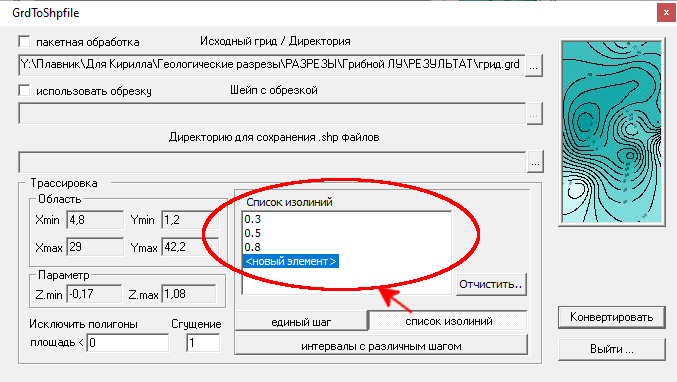 GrdToShpfile
x
пакетная обработка Исходный грид / Директория
Y:\Плавник\Для Кирилла\Геологические разрезы\РАЗРЕЗЫ\Грибной ЛУ\РЕЗУЛЬТАТ\грид.grd ...
использовать обрезку Шейп с обрезкой
...
Директорию для сохранения .shp файлов
...
Трассировка
Область
Xmin 4,8 Ymin 1,2
Xmax 29 Ymax 42,2
Параметр
Z.min -0,17 Z.max 1,08
Исключить полигоны Сгущение
площадь < 0 1
Список изолиний
0.3
0.5
0.8
<новый элемент>
Отчистить..
единый шаг список изолиний
интервалы с различным шагом
Конвертировать
Выйти ...